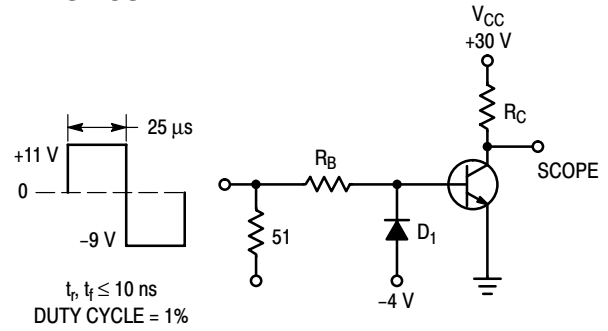 V_CC
+30 V
25 μs
+11 V
0
−9 V
R_C
SCOPE
R_B
51
D₁
−4 V
t_r, t_f ≤ 10 ns
DUTY CYCLE = 1%